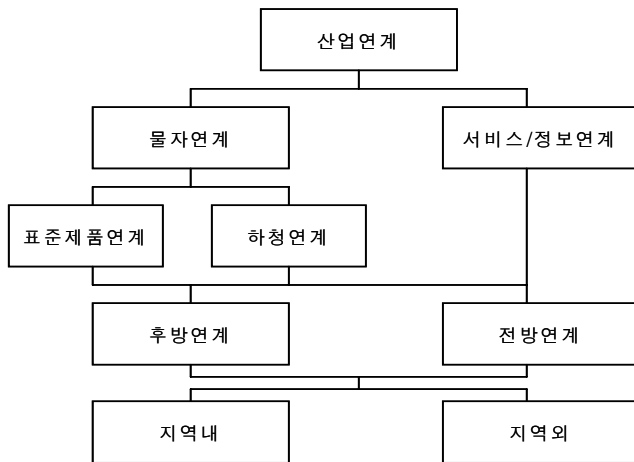 산업연계
물자연계
서비스/정보연계
표준제품연계
하청연계
후방연계
전방연계
지역내
지역외